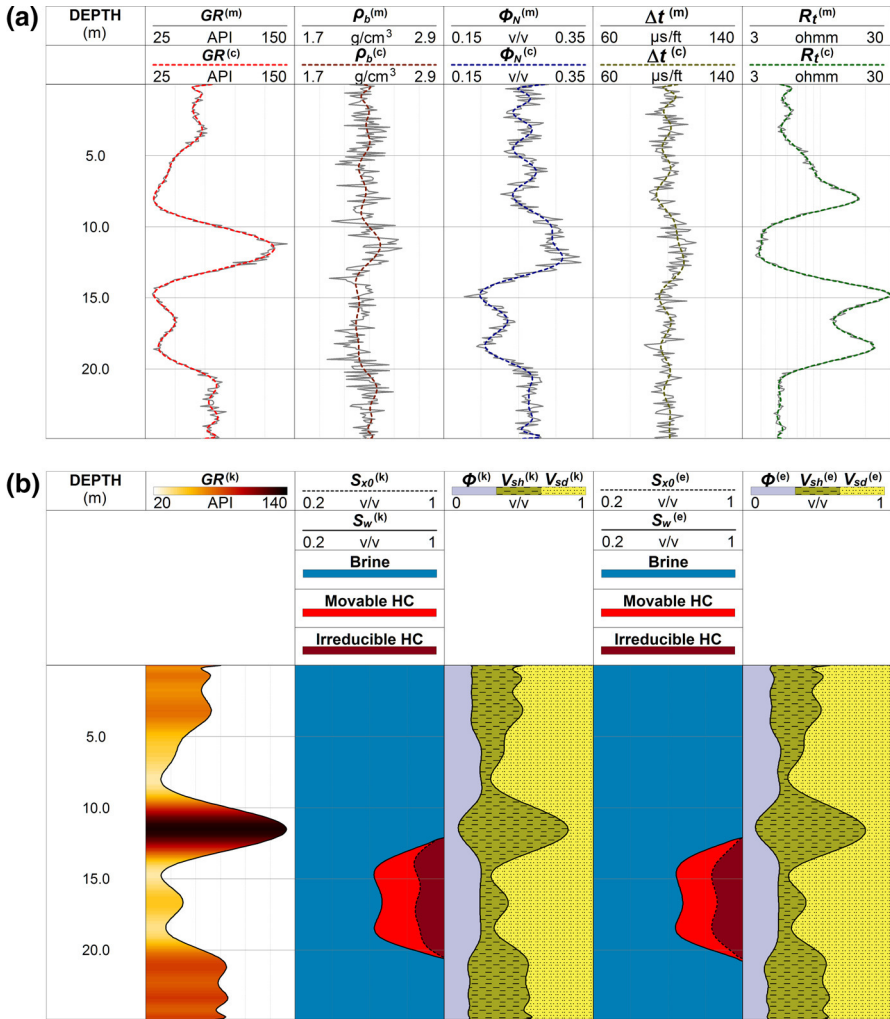 (a)
DEPTH (m)
GR(m) ρb(m) ΦN(m) Δt(m) Rt(m)
25 API 150 1.7 g/cm³ 2.9 0.15 v/v 0.35 60 µs/ft 140 3 ohmm 30
GR(c) ρb(c) ΦN(c) Δt(c) Rt(c)
25 API 150 1.7 g/cm³ 2.9 0.15 v/v 0.35 60 µs/ft 140 3 ohmm 30
5.0
10.0
15.0
20.0
(b)
DEPTH (m)
GR(k) Sx0(k) Φ(k) Vsh(k) Vsd(k) Sx0(e) Φ(e) Vsh(e) Vsd(e)
20 API 140 0.2 v/v 1 0 v/v 1 0.2 v/v 1 0 v/v 1
Sw(k) Sw(e)
0.2 v/v 1 0.2 v/v 1
Brine Brine
Movable HC Movable HC
Irreducible HC Irreducible HC
5.0
10.0
15.0
20.0